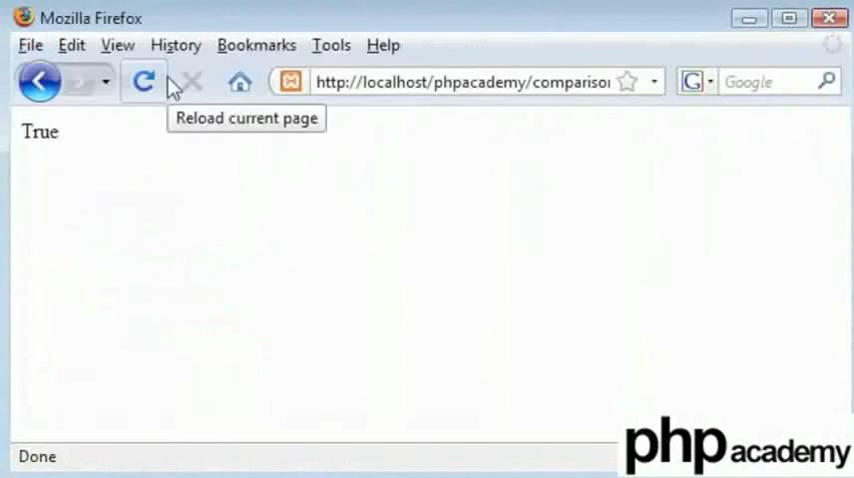 Mozilla Firefox
File Edit View History Bookmarks Tools Help
http://localhost/phpacademy/comparison Google
Reload current page
True
Done
php academy